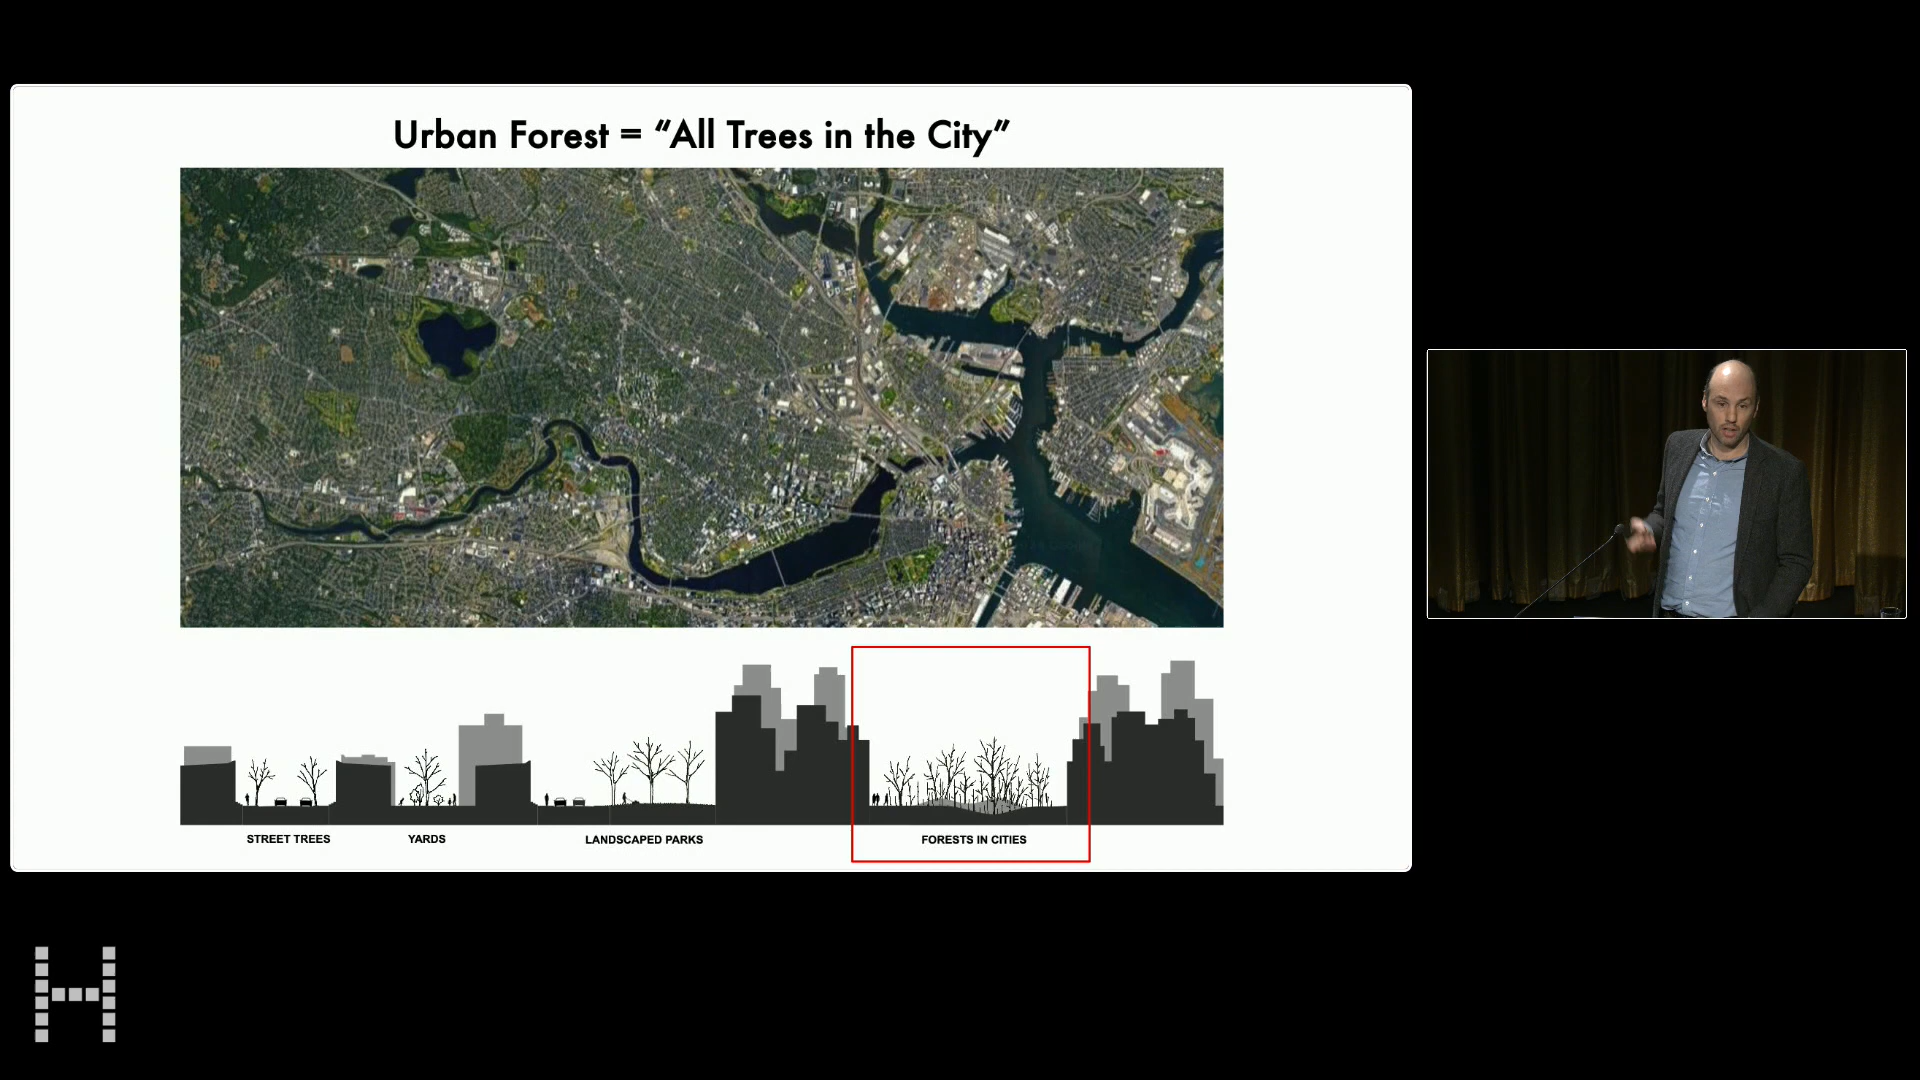 Urban Forest = “All Trees in the City”
STREET TREES
YARDS
LANDSCAPED PARKS
FORESTS IN CITIES
H